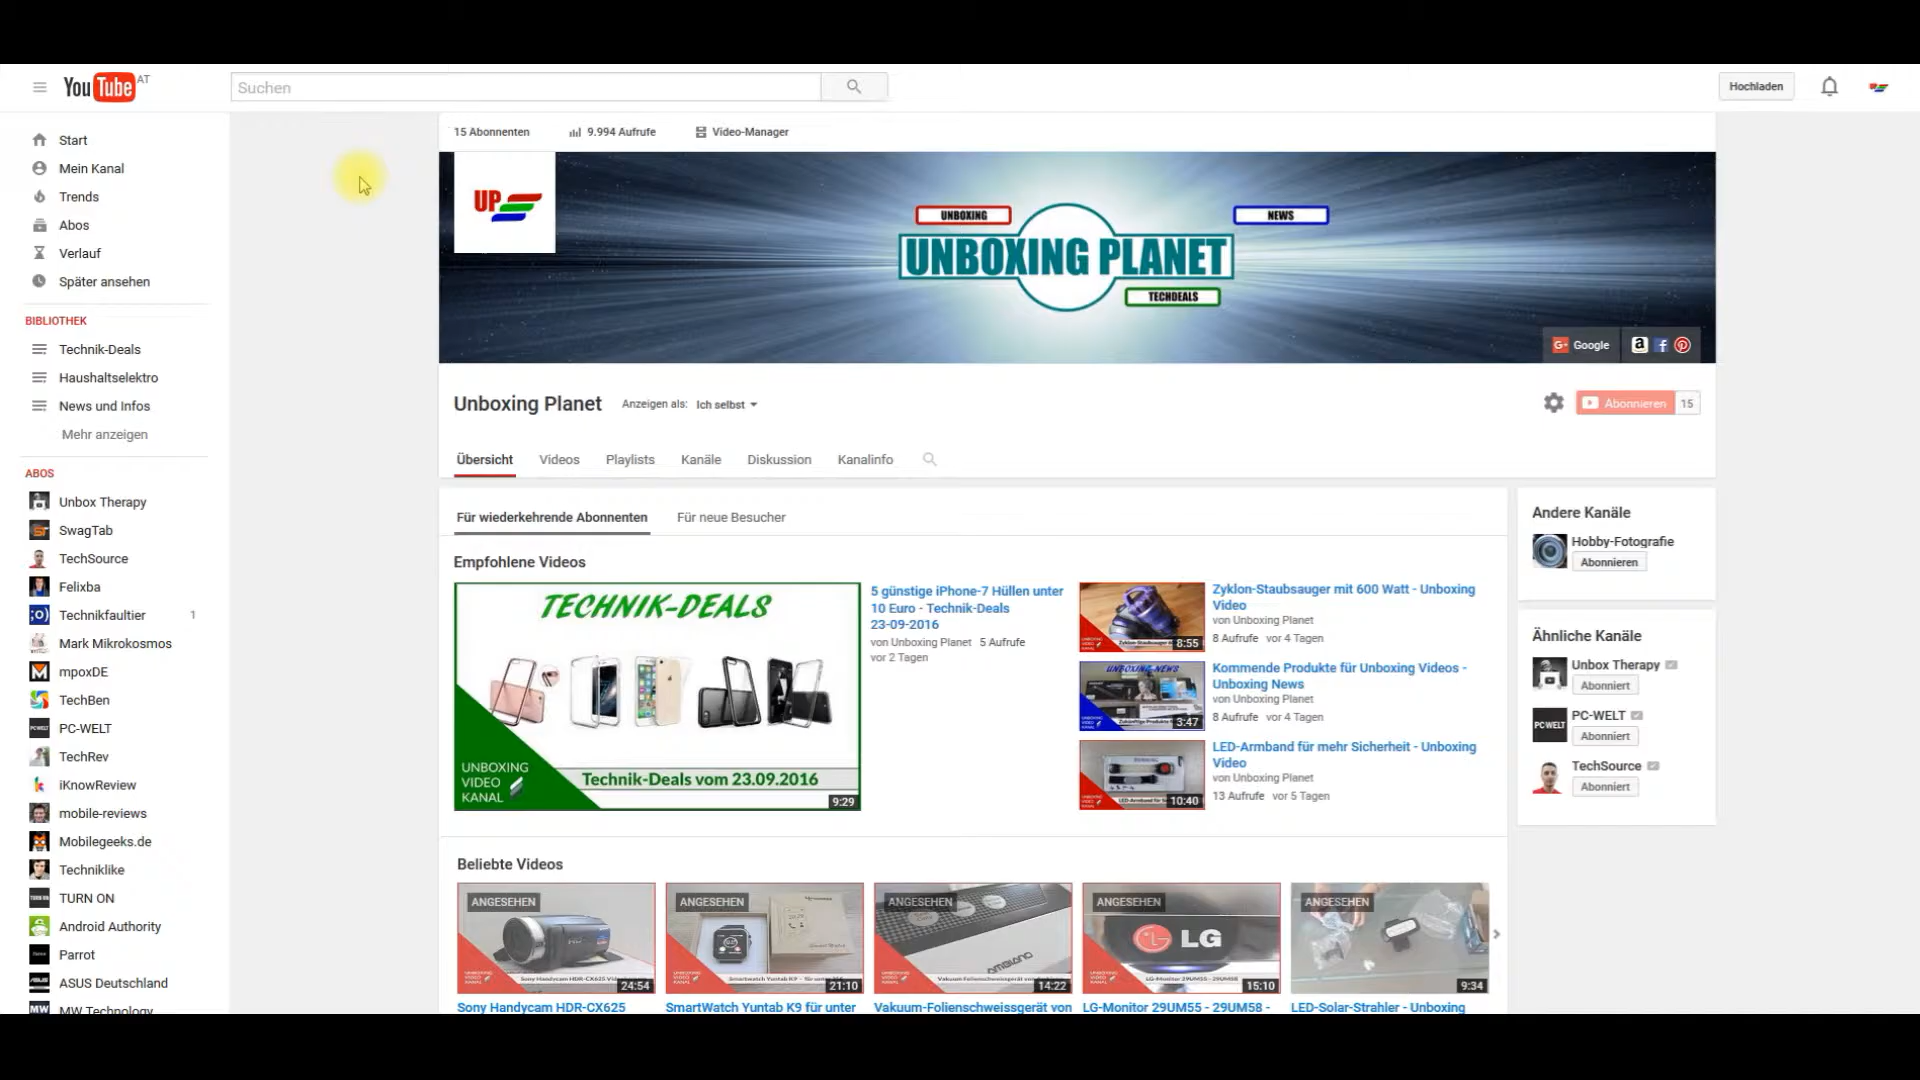 YouTube AT
Suchen
Hochladen
Start
Mein Kanal
Trends
Abos
Verlauf
Später ansehen
BIBLIOTHEK
Technik-Deals
Haushaltselektro
News und Infos
Mehr anzeigen
ABOS
Unbox Therapy
SwagTab
TechSource
Felixba
Technikfaultier 1
Mark Mikrokosmos
mpoxDE
TechBen
PC-WELT
TechRev
iKnowReview
mobile-reviews
Mobilegeeks.de
Techniklike
TURN ON
Android Authority
Parrot
ASUS Deutschland
MW Technology
15 Abonnenten 9.994 Aufrufe Video-Manager
UP
UNBOXING
NEWS
UNBOXING PLANET
TECHDEALS
Google
Unboxing Planet Anzeigen als: Ich selbst
Abonnieren 15
Übersicht Videos Playlists Kanäle Diskussion Kanalinfo
Für wiederkehrende Abonnenten Für neue Besucher
Empfohlene Videos
TECHNIK-DEALS
UNBOXING
VIDEO
KANAL
Technik-Deals vom 23.09.2016
9:29
5 günstige iPhone-7 Hüllen unter
10 Euro - Technik-Deals
23-09-2016
von Unboxing Planet 5 Aufrufe
vor 2 Tagen
8:55
Zyklon-Staubsauger mit 600 Watt - Unboxing
Video
von Unboxing Planet
8 Aufrufe vor 4 Tagen
UNBOXING-NEWS
3:47
Kommende Produkte für Unboxing Videos -
Unboxing News
von Unboxing Planet
8 Aufrufe vor 4 Tagen
10:40
LED-Armband für mehr Sicherheit - Unboxing
Video
von Unboxing Planet
13 Aufrufe vor 5 Tagen
Beliebte Videos
ANGESEHEN
24:54
Sony Handycam HDR-CX625
ANGESEHEN
21:10
SmartWatch Yuntab K9 für unter
ANGESEHEN
AMBIANO
14:22
Vakuum-Folienschweissgerät von
ANGESEHEN
LG
LG-Monitor 29UM55 - 29UM58
15:10
LG-Monitor 29UM55 - 29UM58 -
ANGESEHEN
9:34
LED-Solar-Strahler - Unboxing
Andere Kanäle
Hobby-Fotografie
Abonnieren
Ähnliche Kanäle
Unbox Therapy
Abonniert
PC-WELT
PC-WELT
Abonniert
TechSource
Abonniert